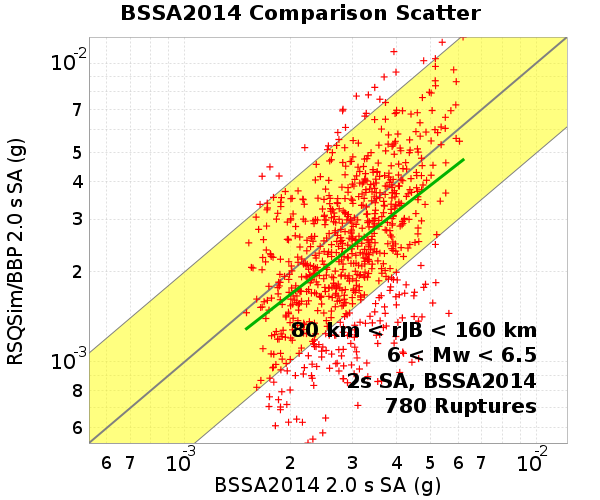 BSSA2014 Comparison Scatter
RSQSim/BBP 2.0 s SA (g)
10-2
7
5
4
3
2
10-3
8
6
80 km < rJB < 160 km
6 < Mw < 6.5
2s SA, BSSA2014
780 Ruptures
6 7 10-3 2 3 4 5 6 7 10-2
BSSA2014 2.0 s SA (g)